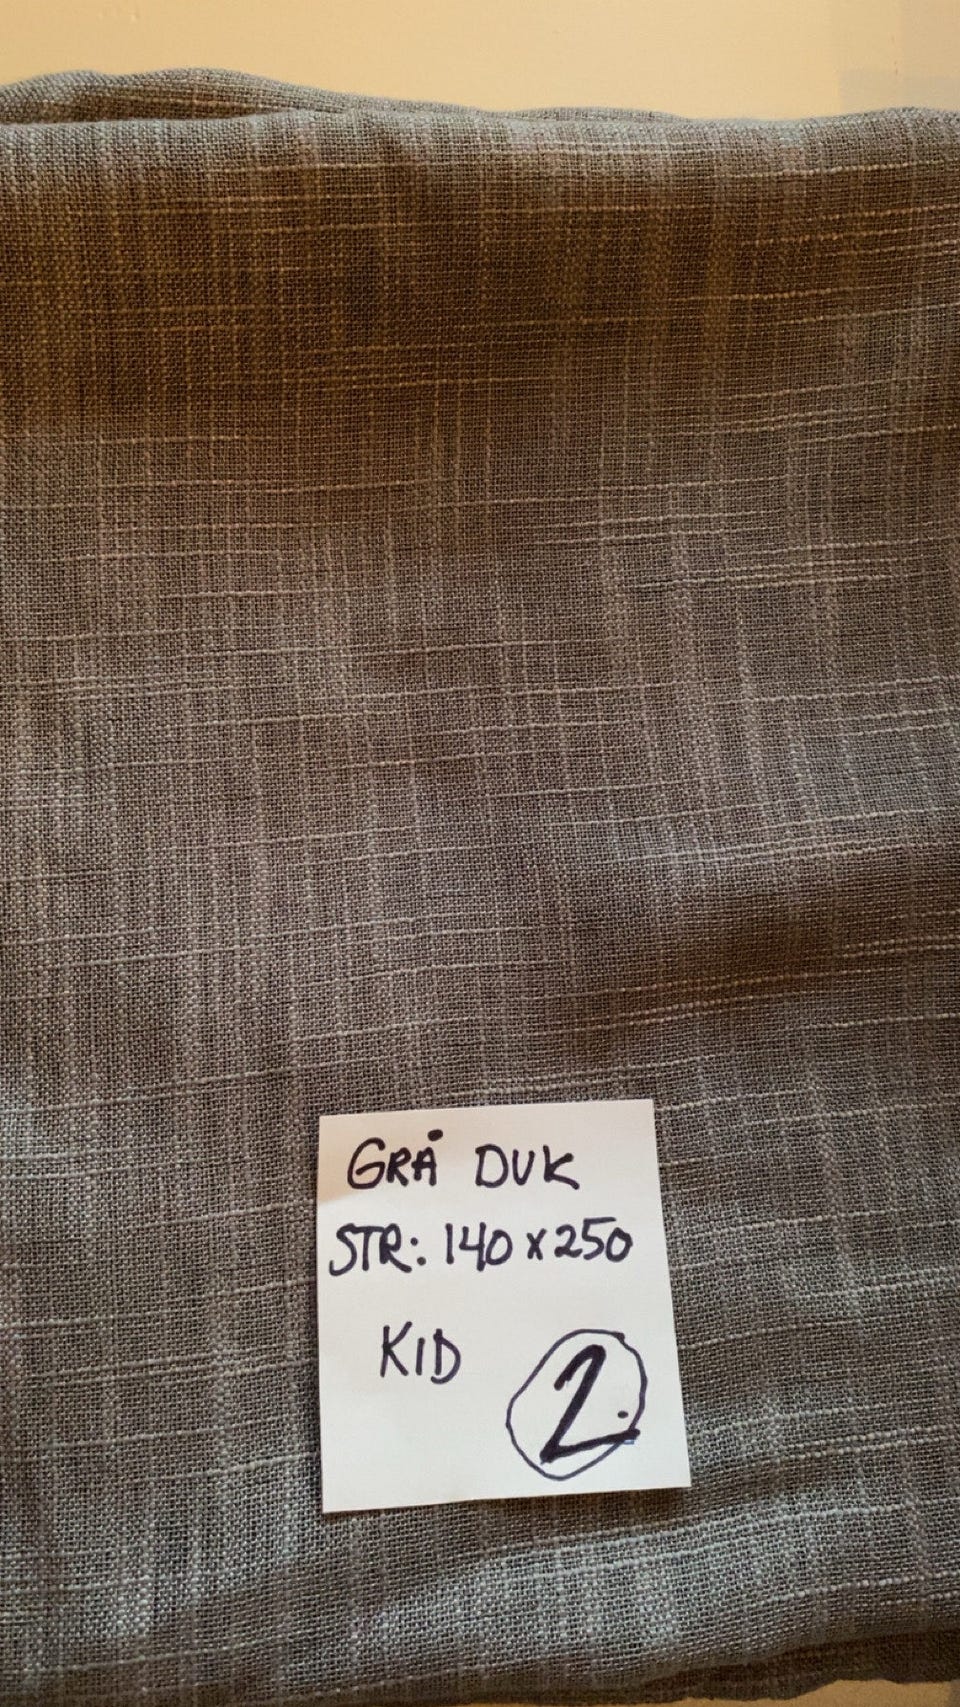 GRÅ DUK
STR: 140 x 250
KID
2.